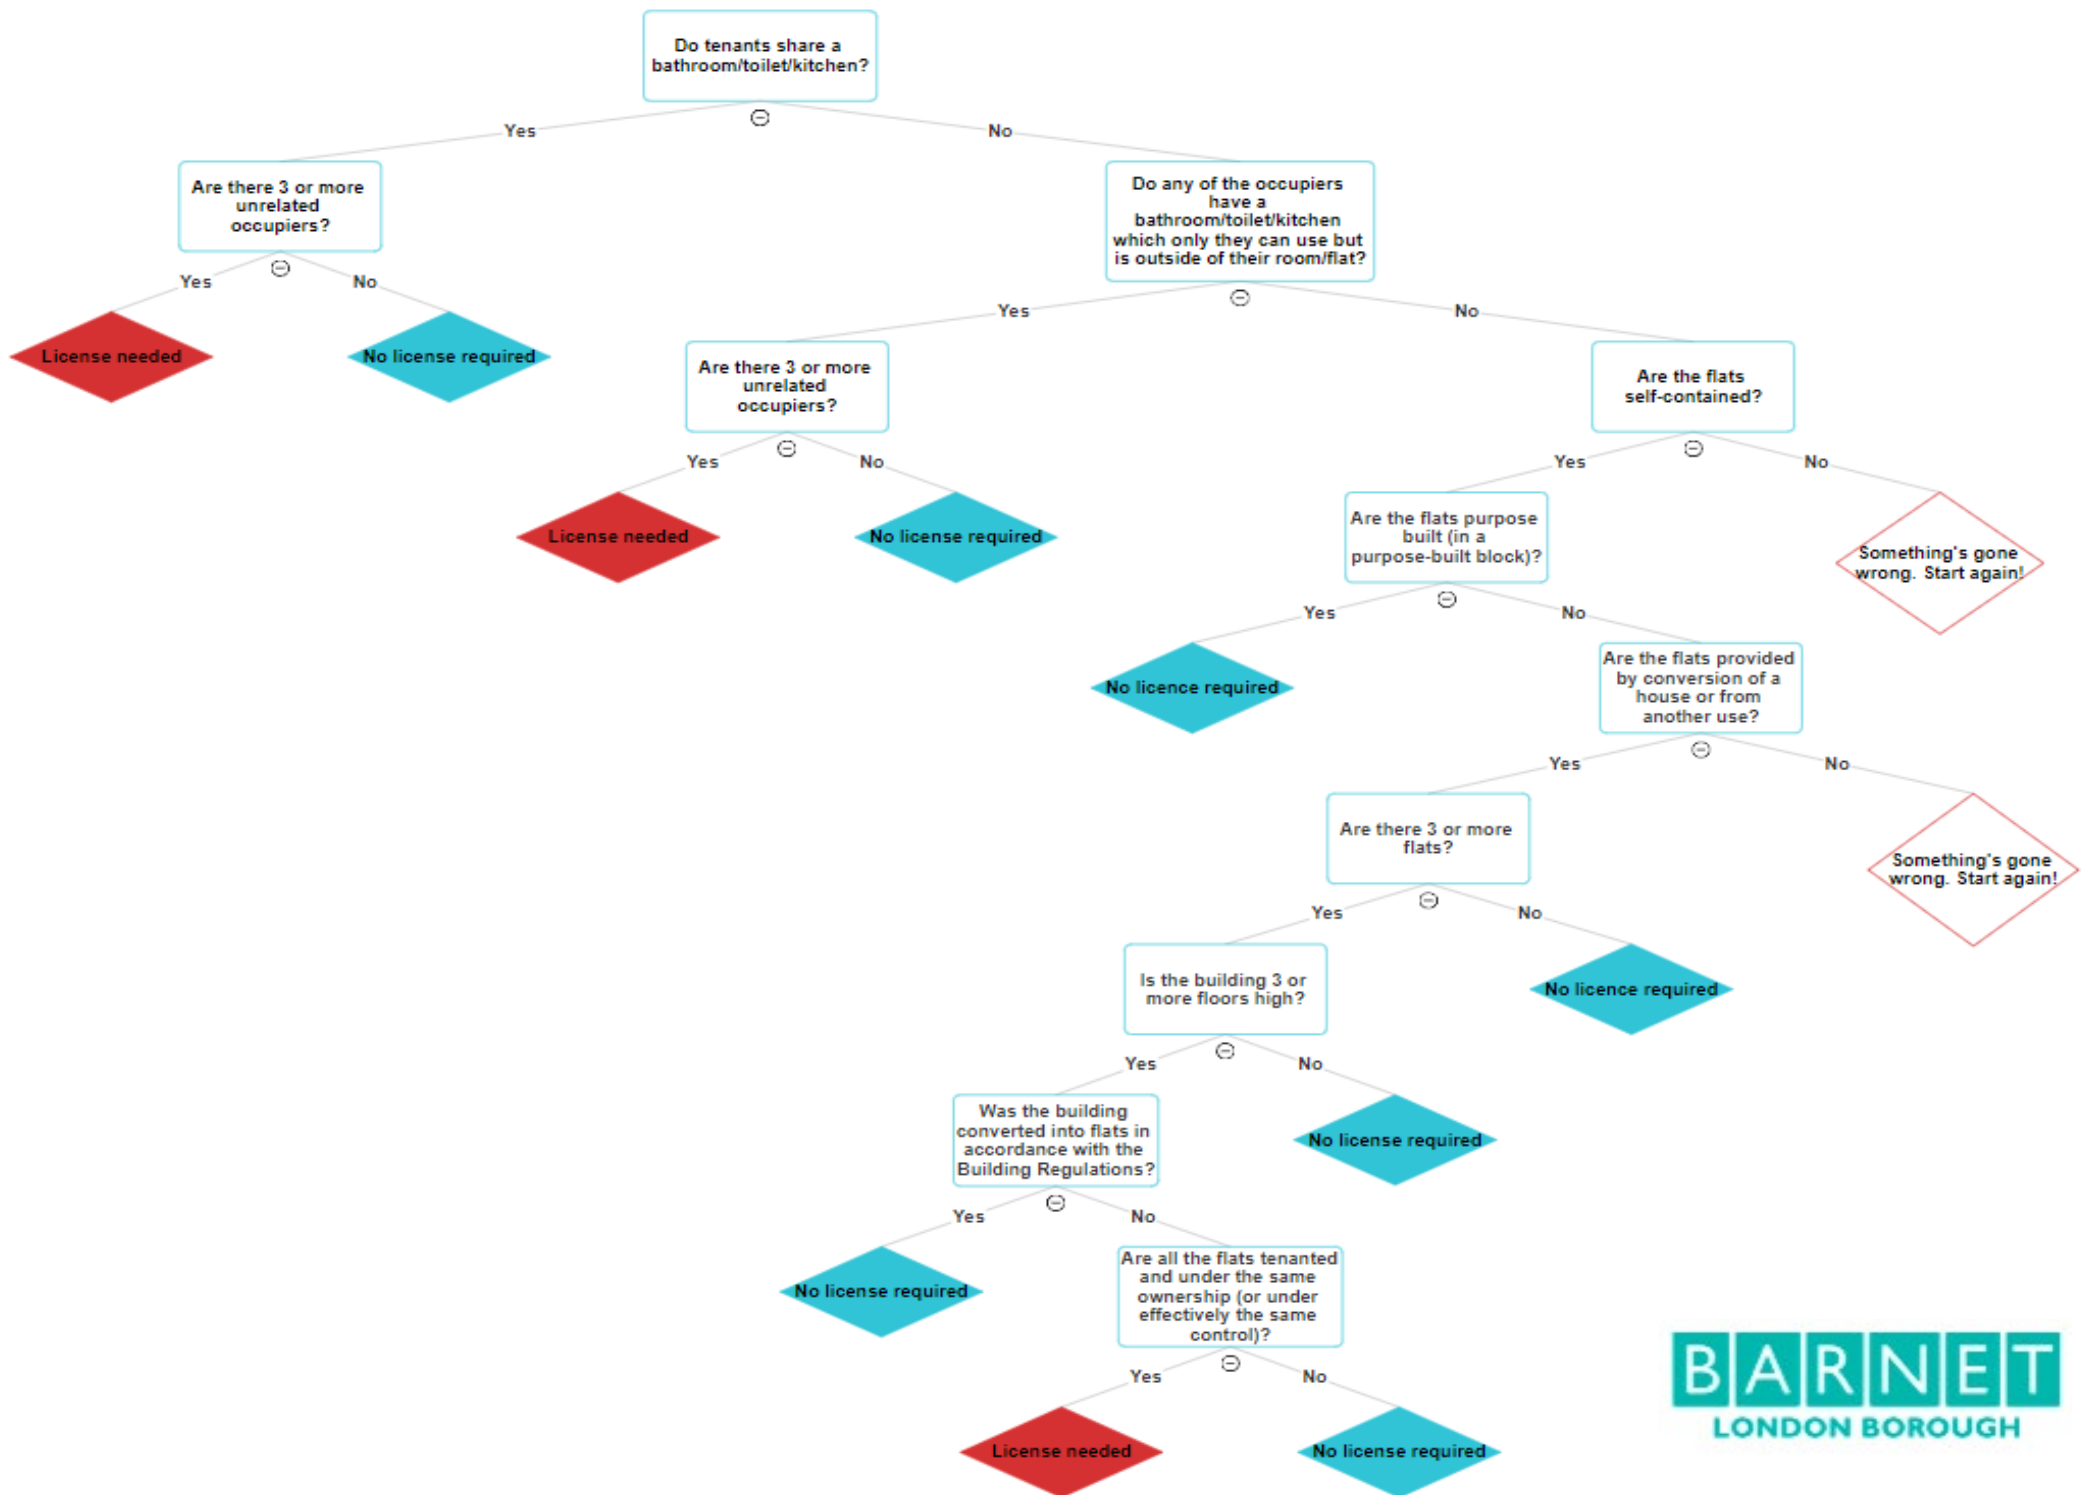 Do tenants share a
bathroom/toilet/kitchen?
Yes
No
Are there 3 or more
unrelated
occupiers?
Do any of the occupiers
have a
bathroom/toilet/kitchen
which only they can use but
is outside of their room/flat?
Yes
No
License needed
No license required
Yes
No
Are there 3 or more
unrelated
occupiers?
Are the flats
self-contained?
Yes
No
License needed
No license required
Yes
No
Are the flats purpose
built (in a
purpose-built block)?
Something's gone
wrong. Start again!
Yes
No
No licence required
Are the flats provided
by conversion of a
house or from
another use?
Yes
No
Are there 3 or more
flats?
Something's gone
wrong. Start again!
Yes
No
Is the building 3 or
more floors high?
No licence required
Yes
No
Was the building
converted into flats in
accordance with the
Building Regulations?
No license required
Yes
No
No license required
Are all the flats tenanted
and under the same
ownership (or under
effectively the same
control)?
Yes
No
License needed
No license required
BARNET
LONDON BOROUGH